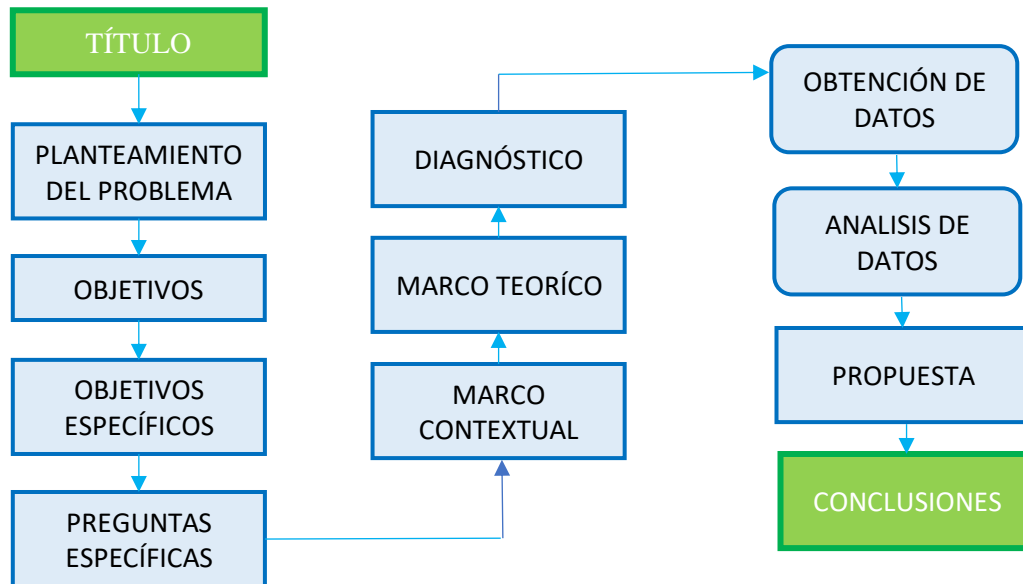 TÍTULO
PLANTEAMIENTO
DEL PROBLEMA
OBJETIVOS
OBJETIVOS
ESPECÍFICOS
PREGUNTAS
ESPECÍFICAS
MARCO
CONTEXTUAL
MARCO TEORÍCO
DIAGNÓSTICO
OBTENCIÓN DE
DATOS
ANALISIS DE
DATOS
PROPUESTA
CONCLUSIONES